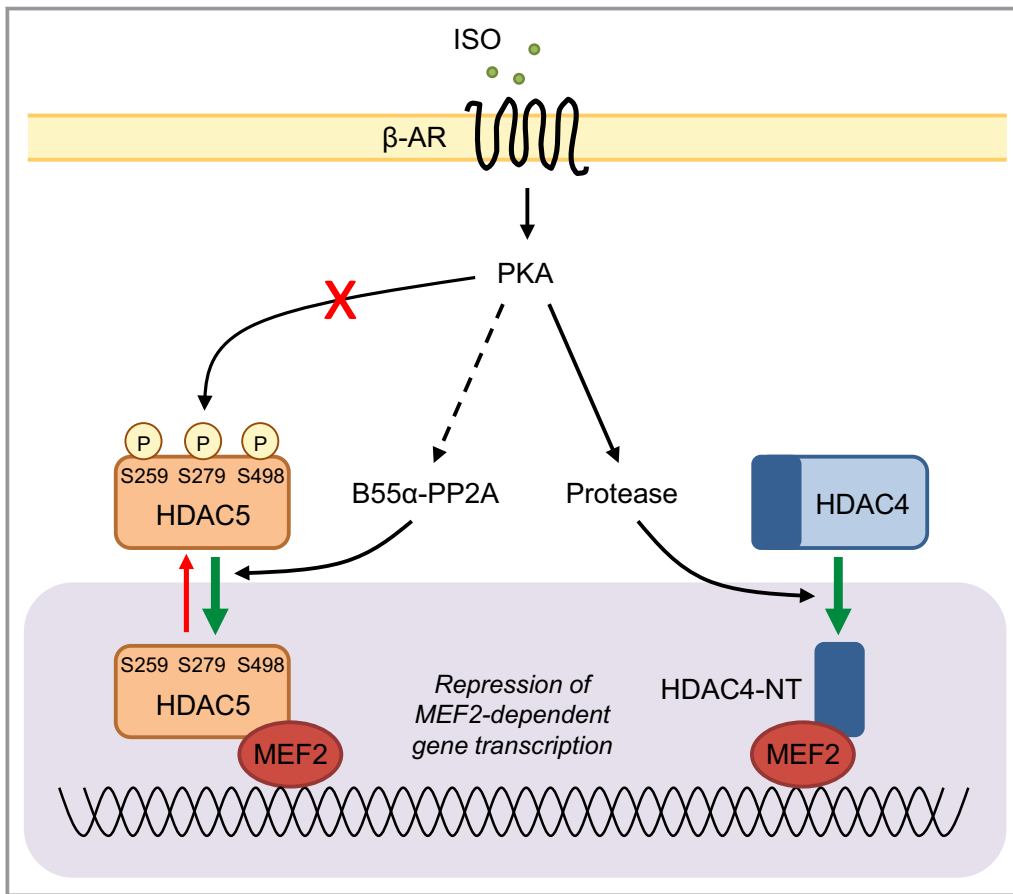 ISO
β-AR
PKA
X
P P P
S259 S279 S498
HDAC5
B55α-PP2A
Protease
HDAC4
S259 S279 S498
HDAC5
MEF2
Repression of
MEF2-dependent
gene transcription
HDAC4-NT
MEF2